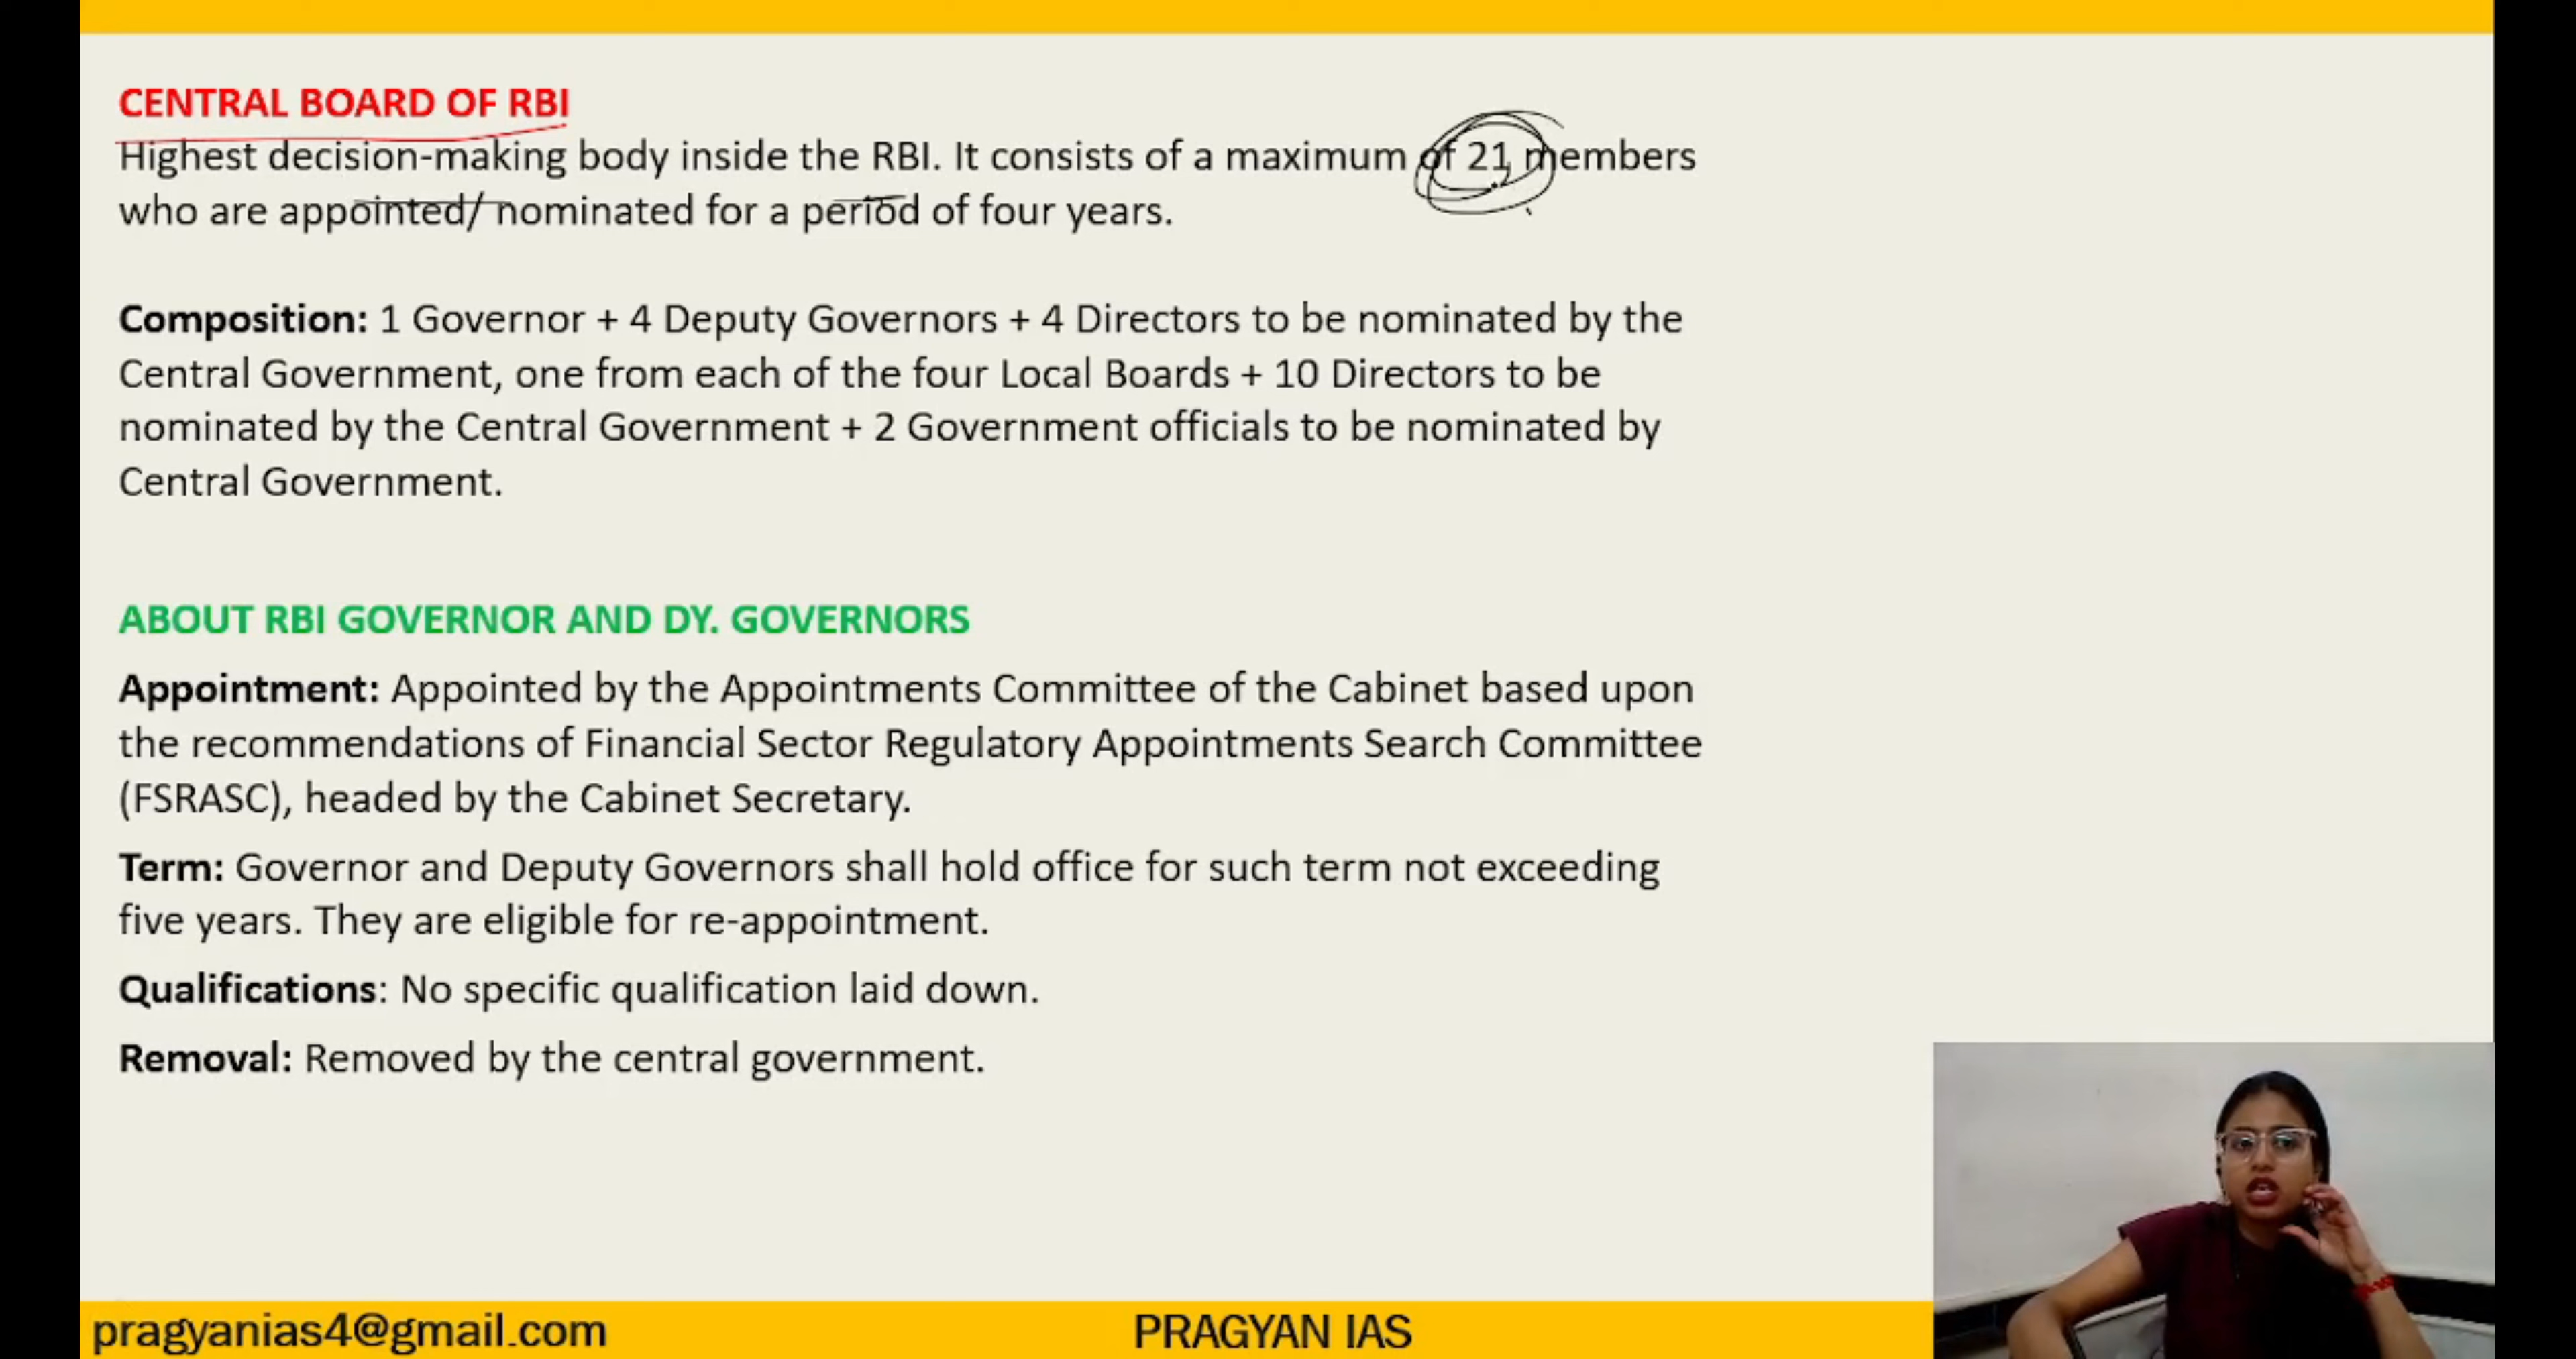 CENTRAL BOARD OF RBI
Highest decision-making body inside the RBI. It consists of a maximum of 21 members
who are appointed/ nominated for a period of four years.
Composition: 1 Governor + 4 Deputy Governors + 4 Directors to be nominated by the
Central Government, one from each of the four Local Boards + 10 Directors to be
nominated by the Central Government + 2 Government officials to be nominated by
Central Government.
ABOUT RBI GOVERNOR AND DY. GOVERNORS
Appointment: Appointed by the Appointments Committee of the Cabinet based upon
the recommendations of Financial Sector Regulatory Appointments Search Committee
(FSRASC), headed by the Cabinet Secretary.
Term: Governor and Deputy Governors shall hold office for such term not exceeding
five years. They are eligible for re-appointment.
Qualifications: No specific qualification laid down.
Removal: Removed by the central government.
pragyanias4@gmail.com PRAGYAN IAS